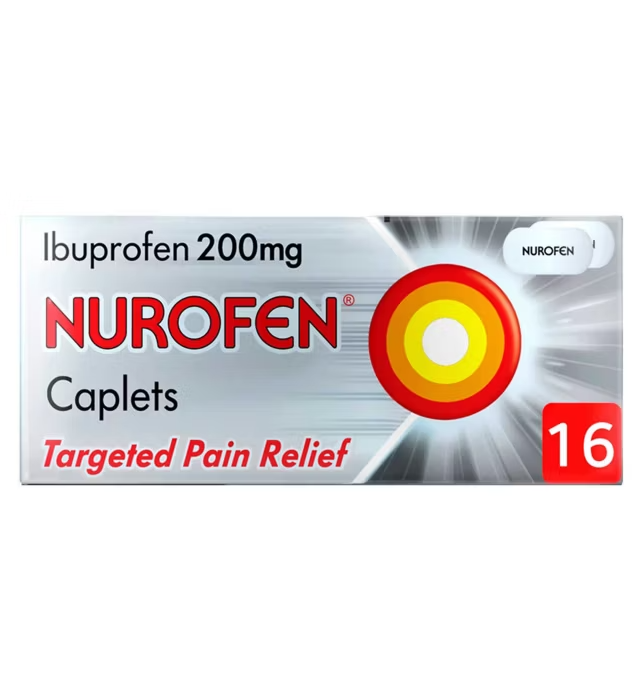 Ibuprofen 200mg
NUROFEN®
Caplets
Targeted Pain Relief
NUROFEN
N
16